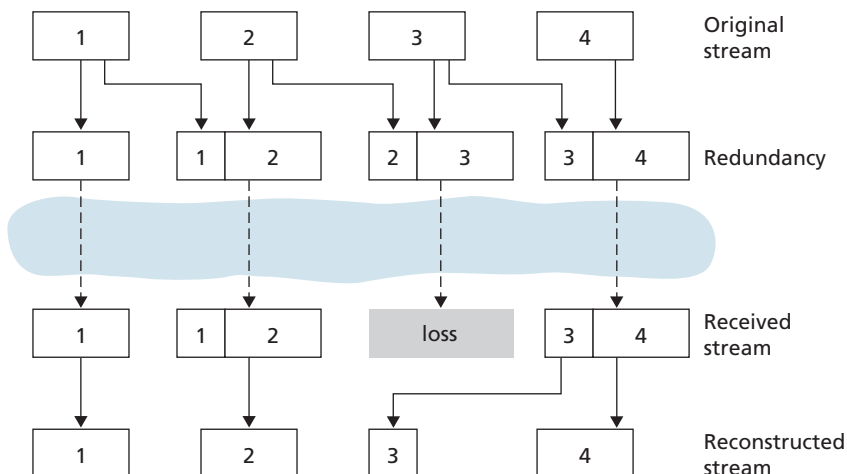 1 2 3 4 Original
stream
1 1 2 2 3 3 4 Redundancy
1 1 2 loss 3 4 Received
stream
1 2 3 4 Reconstructed
stream